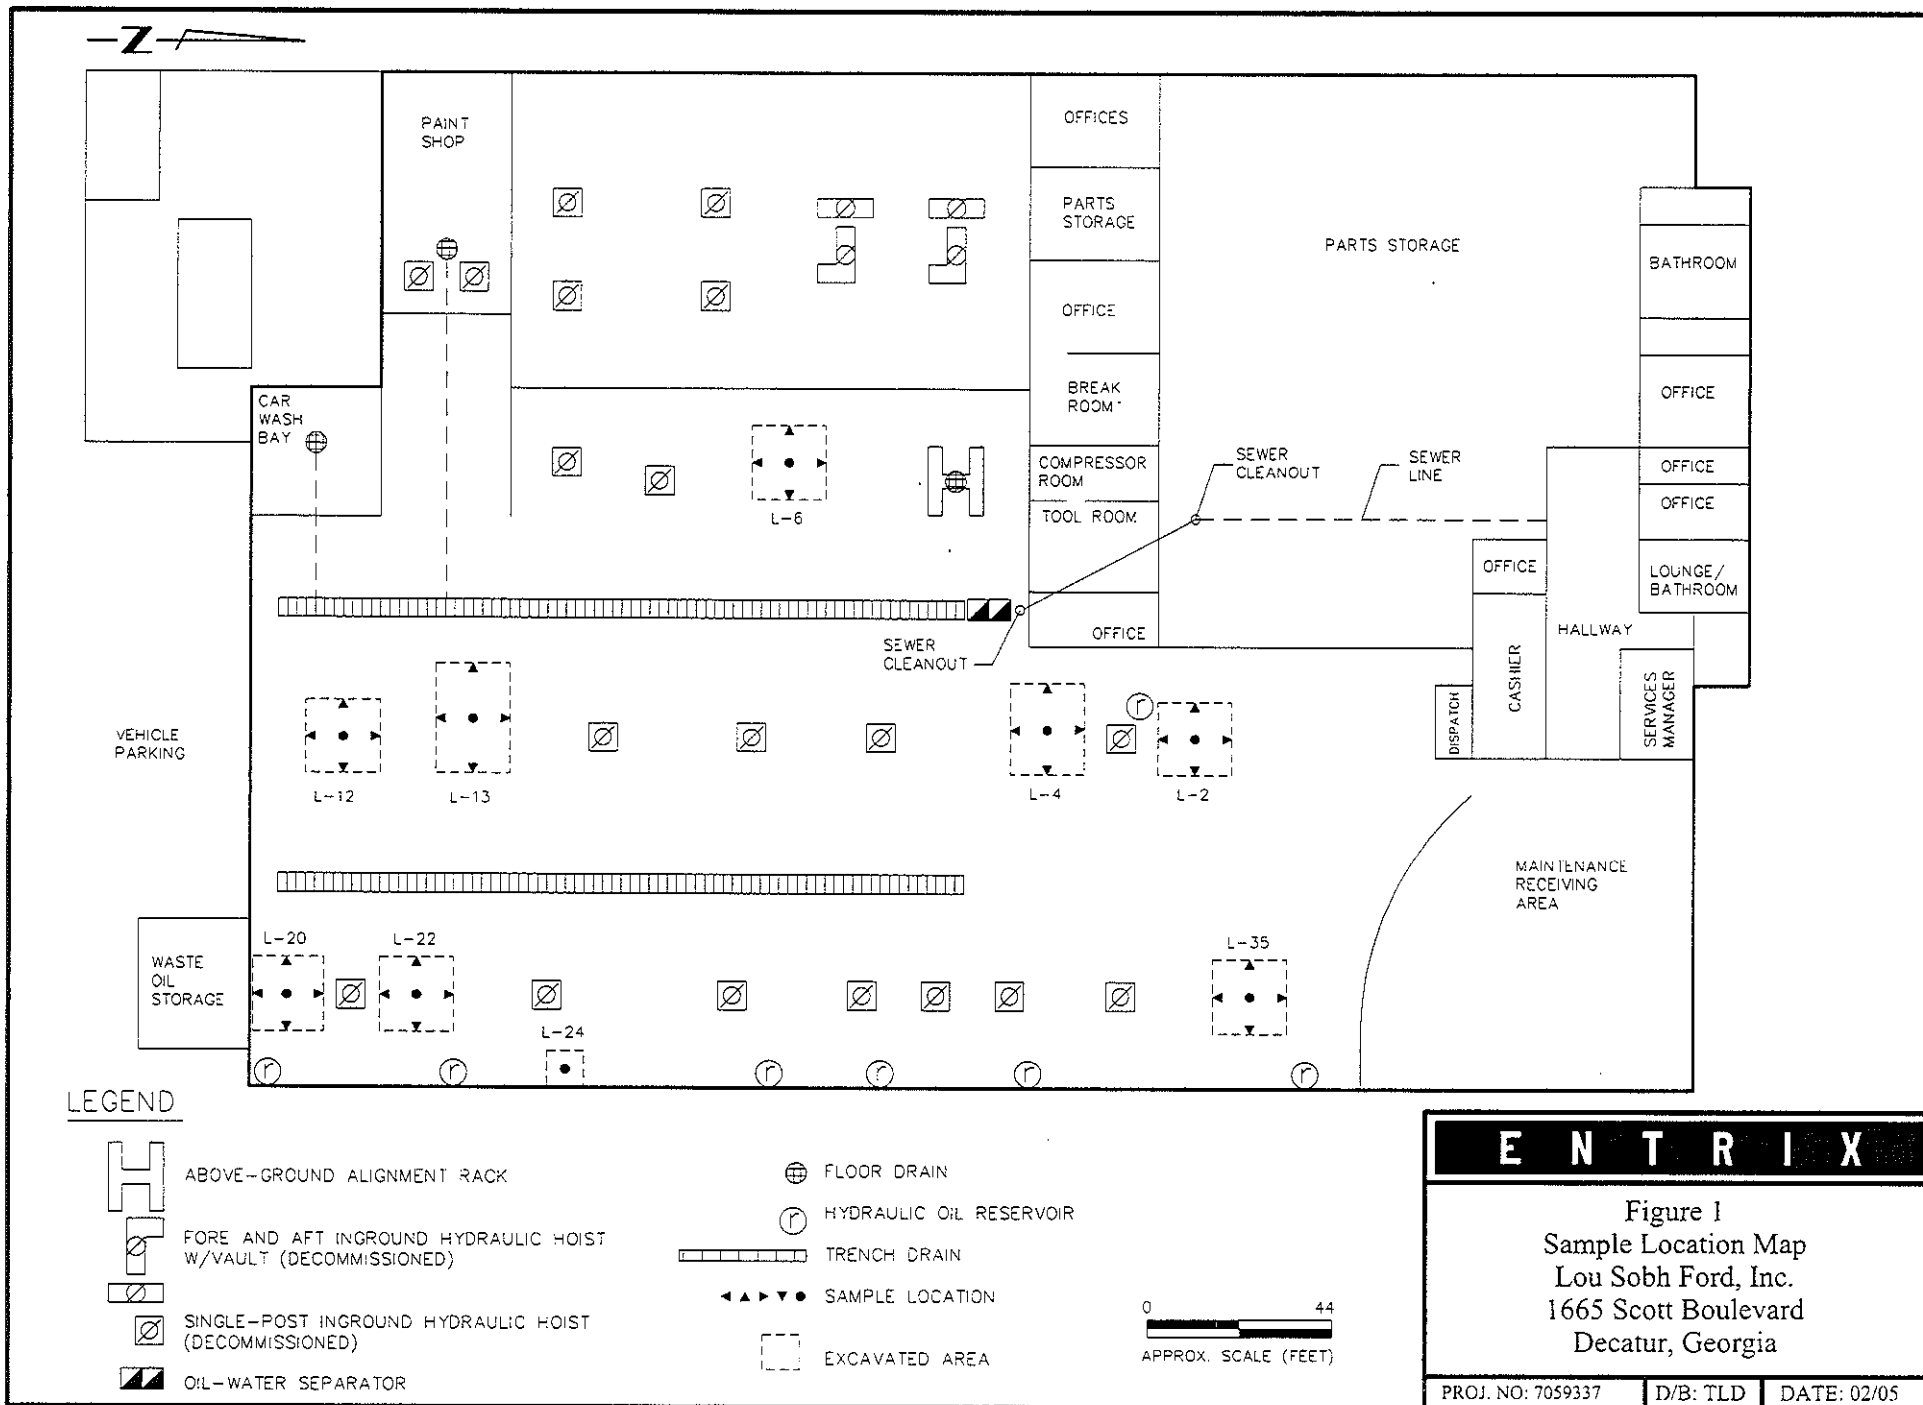 Z
PAINT
SHOP
OFFICES
PARTS
STORAGE
PARTS STORAGE
BATHROOM
OFFICE
BREAK
ROOM
OFFICE
CAR
WASH
BAY
COMPRESSOR
ROOM
SEWER
CLEANOUT
SEWER
LINE
OFFICE
OFFICE
TOOL ROOM
L-6
OFFICE
LOUNGE/
BATHROOM
OFFICE
SEWER
CLEANOUT
HALLWAY
CASHIER
DISPATCH
SERVICES
MANAGER
VEHICLE
PARKING
r
L-12
L-13
L-4
L-2
MAINTENANCE
RECEIVING
AREA
L-20
L-22
L-35
WASTE
OIL
STORAGE
L-24
r
r
r
r
r
r
LEGEND
ABOVE-GROUND ALIGNMENT RACK
FORE AND AFT INGROUND HYDRAULIC HOIST
W/VAULT (DECOMMISSIONED)
SINGLE-POST INGROUND HYDRAULIC HOIST
(DECOMMISSIONED)
OIL-WATER SEPARATOR
FLOOR DRAIN
r HYDRAULIC OIL RESERVOIR
TRENCH DRAIN
SAMPLE LOCATION
EXCAVATED AREA
0 44
APPROX. SCALE (FEET)
ENTRIX
Figure 1
Sample Location Map
Lou Sobh Ford, Inc.
1665 Scott Boulevard
Decatur, Georgia
PROJ. NO: 7059337 D/B: TLD DATE: 02/05